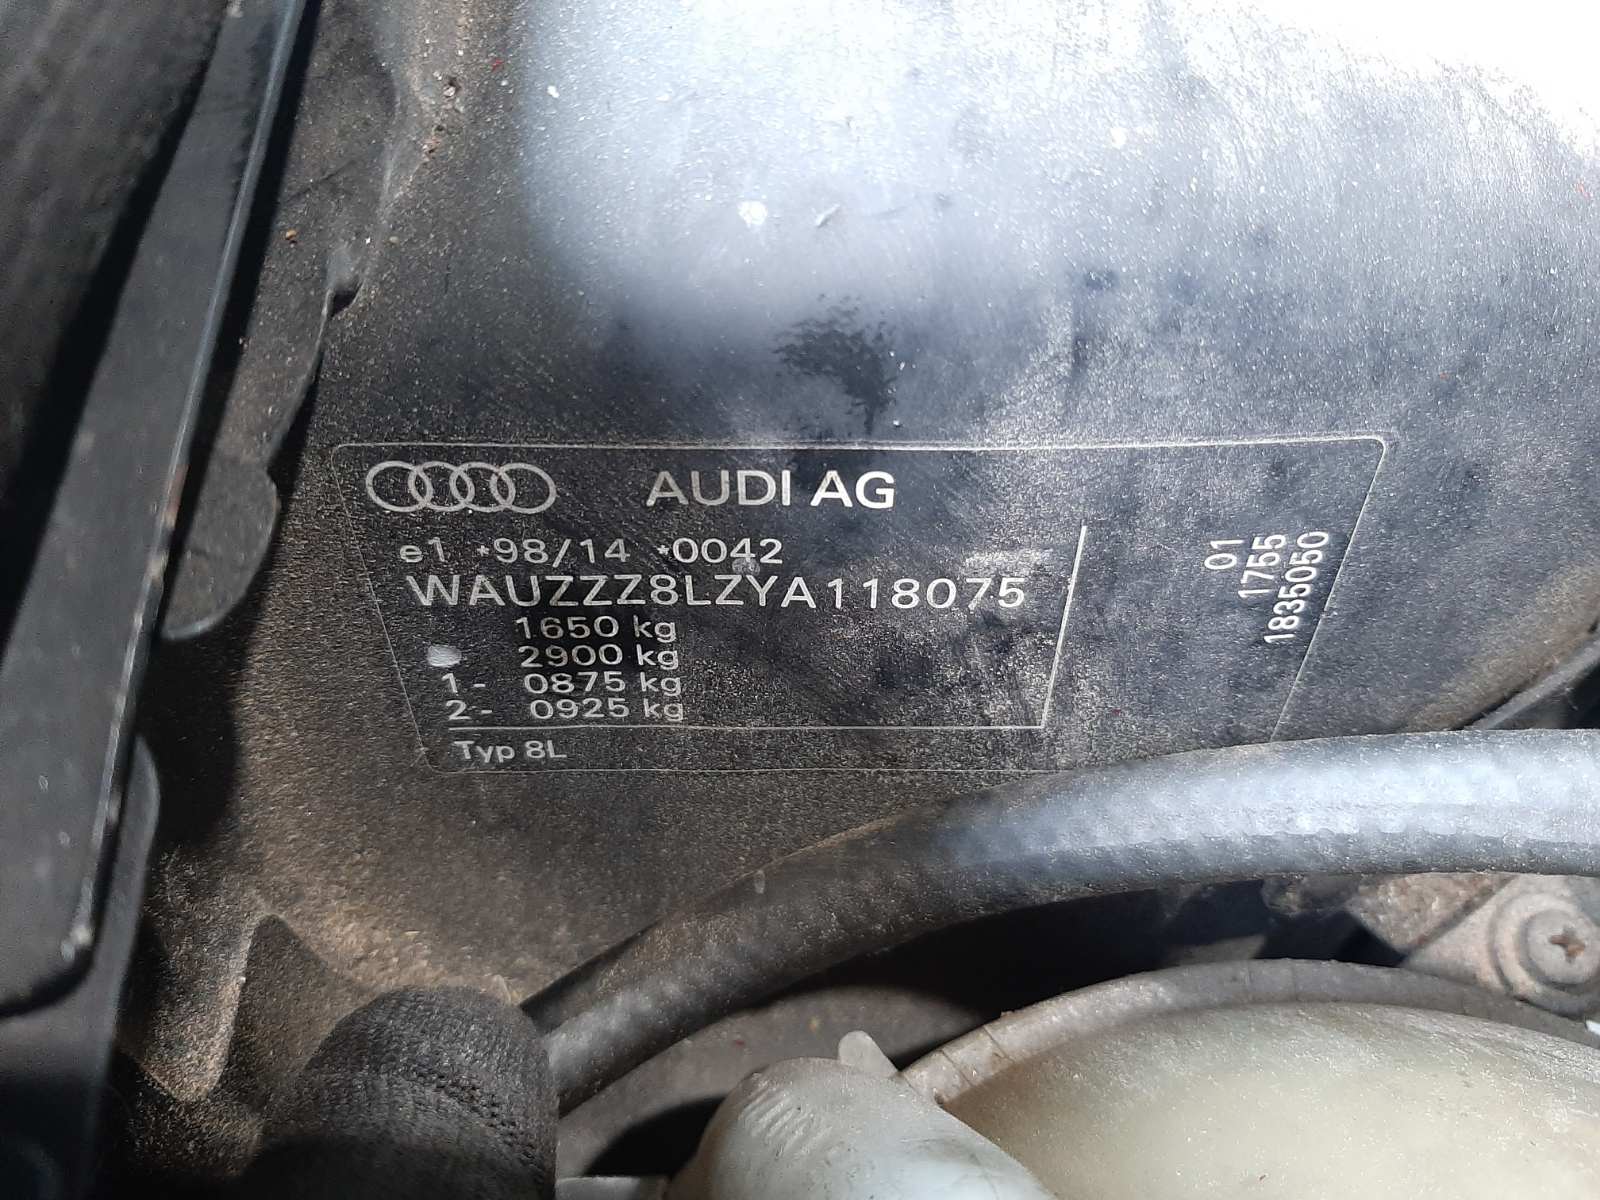 AUDI AG
e1 *98/14 *0042
WAUZZZ8LZYA118075
1650 kg
2900 kg
1- 0875 kg
2- 0925 kg
Typ 8L
01
1755
1835050
MIN